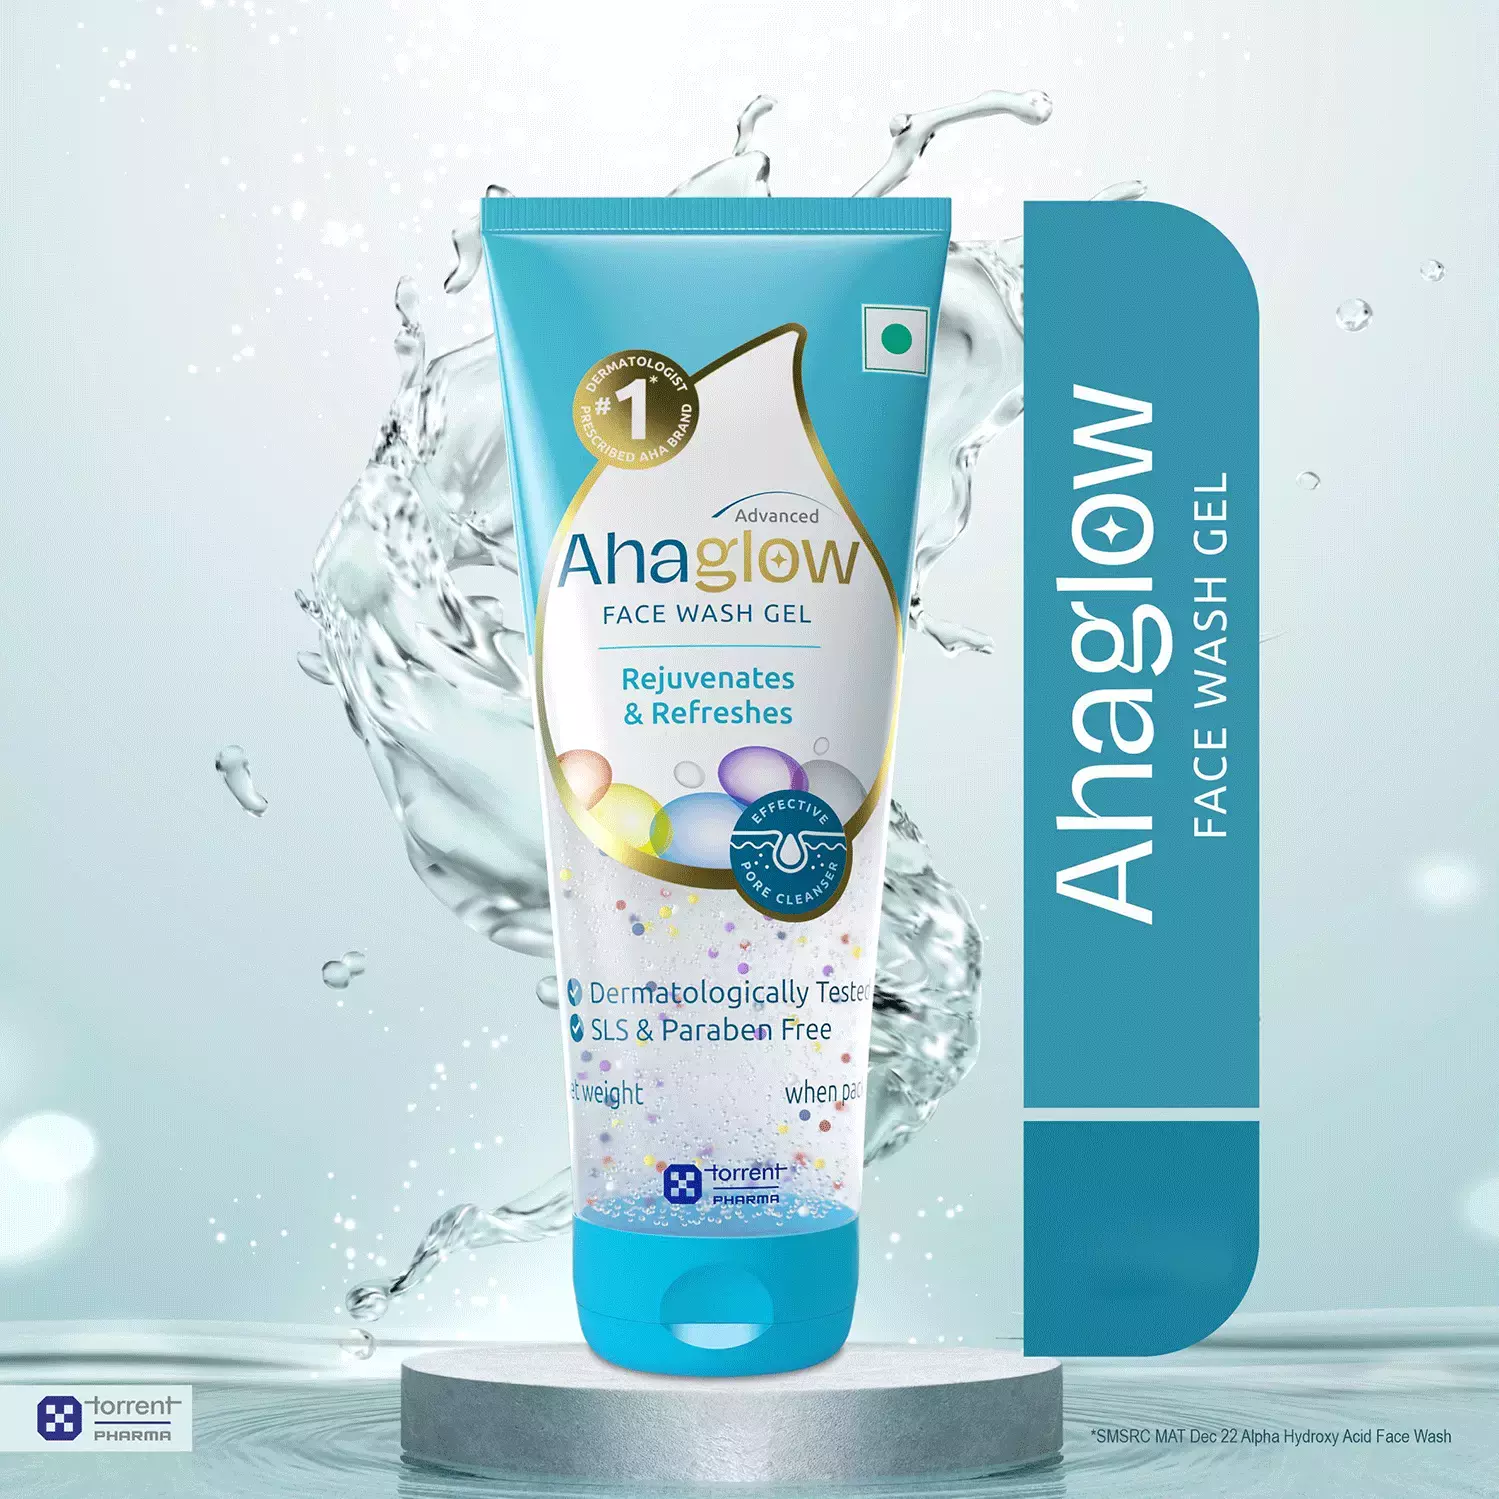 DERMATOLOGIST
#1*
PRESCRIBED AHA BRAND
Advanced
Ahaglow
FACE WASH GEL
Rejuvenates
& Refreshes
EFFECTIVE
PORE CLEANSER
Dermatologically Tested
SLS & Paraben Free
et weight when pac
torrent
PHARMA
Ahaglow
FACE WASH GEL
torrent
PHARMA
*SMSRC MAT Dec 22 Alpha Hydroxy Acid Face Wash